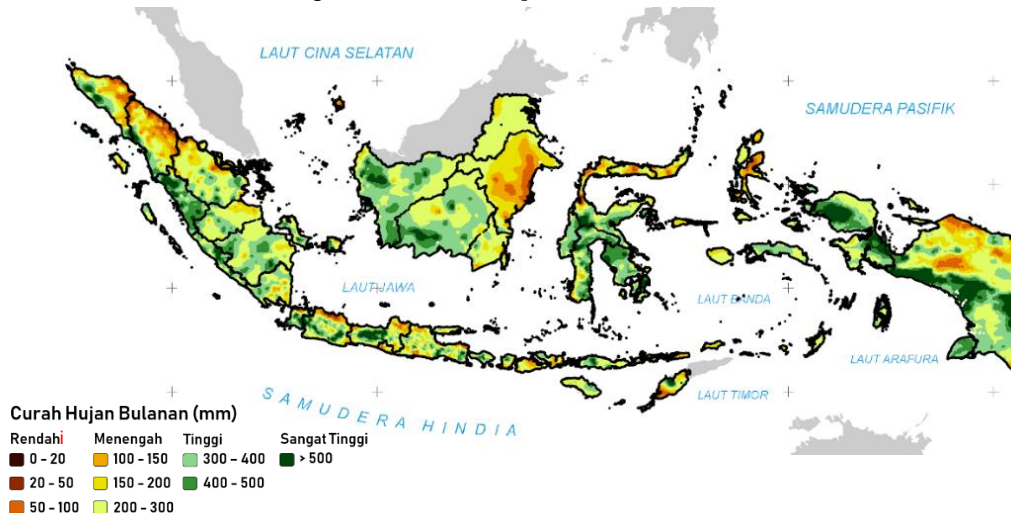 LAUT CINA SELATAN
SAMUDERA PASIFIK
LAUT JAWA
LAUT BANDA
LAUT ARAFURA
LAUT TIMOR
SAMUDERA HINDIA
Curah Hujan Bulanan (mm)
Rendahi Menengah Tinggi Sangat Tinggi
0 - 20 100 - 150 300 - 400 > 500
20 - 50 150 - 200 400 - 500
50 - 100 200 - 300